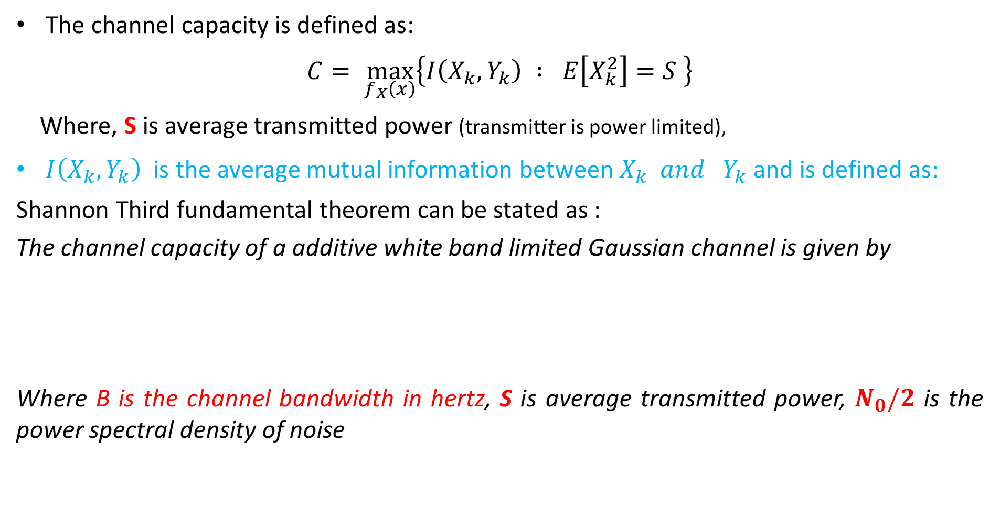 • The channel capacity is defined as:
C = max{I(X_k, Y_k) : E[X_k^2] = S }
f_X(x)
Where, S is average transmitted power (transmitter is power limited),
• I(X_k, Y_k) is the average mutual information between X_k and Y_k and is defined as:
Shannon Third fundamental theorem can be stated as :
The channel capacity of a additive white band limited Gaussian channel is given by
Where B is the channel bandwidth in hertz, S is average transmitted power, N_0/2 is the
power spectral density of noise